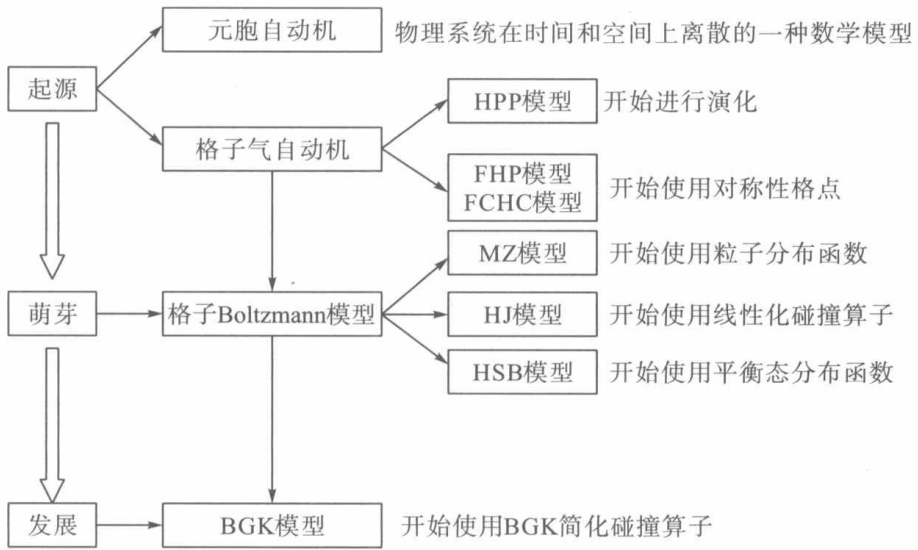 元胞自动机 物理系统在时间和空间上离散的一种数学模型
起源
HPP模型 开始进行演化
格子气自动机
FHP模型
FCHC模型 开始使用对称性格点
MZ模型 开始使用粒子分布函数
萌芽 格子Boltzmann模型 HJ模型 开始使用线性化碰撞算子
HSB模型 开始使用平衡态分布函数
发展 BGK模型 开始使用BGK简化碰撞算子